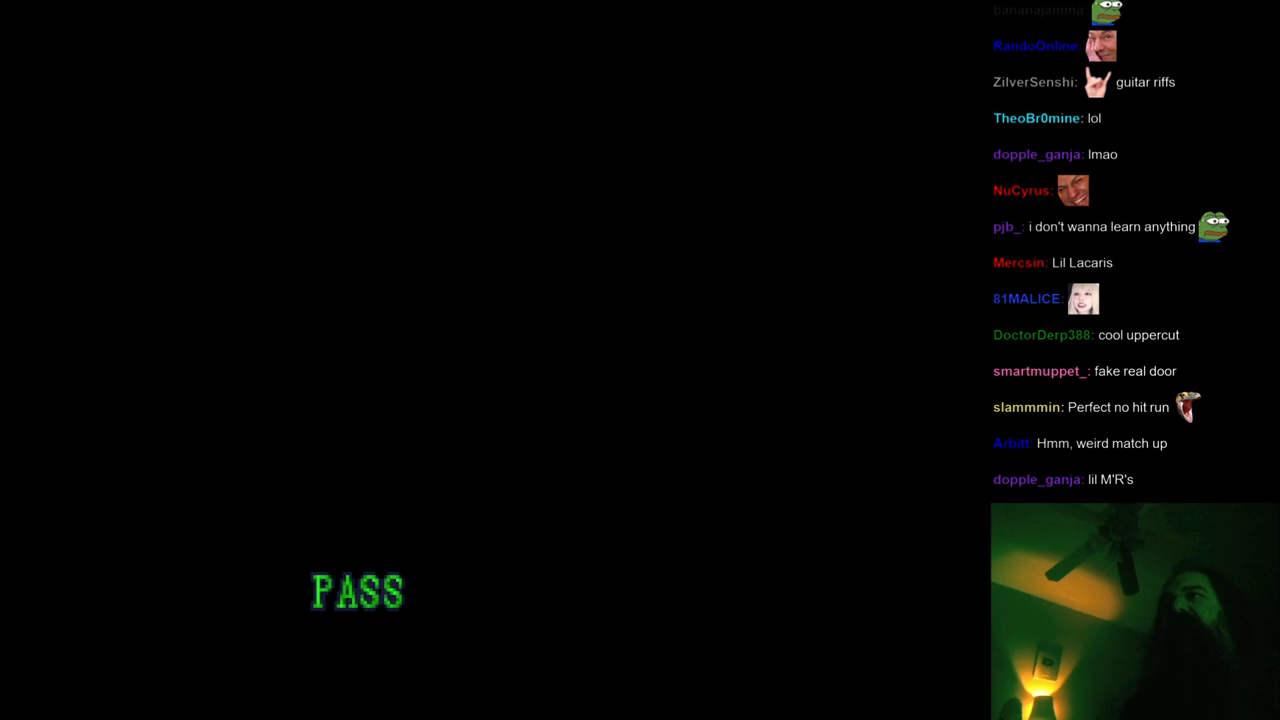 bananajamma:
RandoOnline:
ZilverSenshi: guitar riffs
TheoBr0mine: lol
dopple_ganja: lmao
NuCyrus:
pjb_: i don't wanna learn anything
Mercsin: Lil Lacaris
81MALICE:
DoctorDerp388: cool uppercut
smartmuppet_: fake real door
slammmin: Perfect no hit run
Arbitt: Hmm, weird match up
dopple_ganja: lil M'R's
PASS